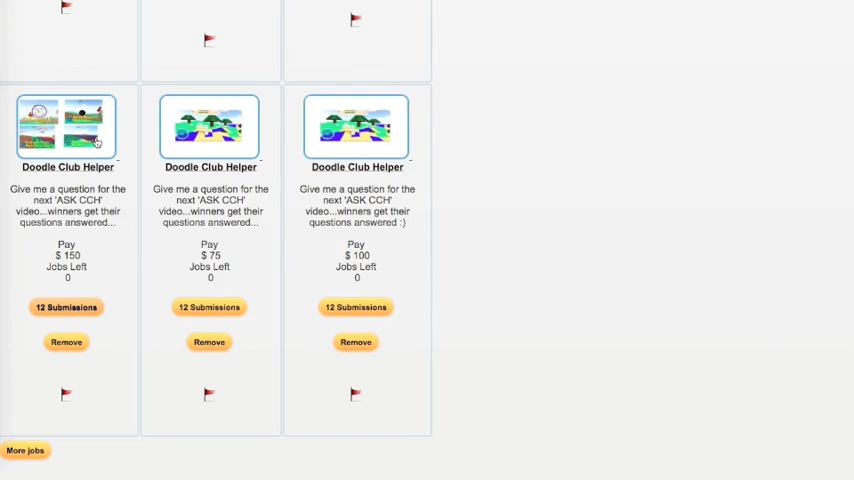 Doodle Club Helper
Give me a question for the
next 'ASK CCH'
video...winners get their
questions answered...
Pay
$ 150
Jobs Left
0
12 Submissions
Remove
Doodle Club Helper
Give me a question for the
next 'ASK CCH'
video...winners get their
questions answered...
Pay
$ 75
Jobs Left
0
12 Submissions
Remove
Doodle Club Helper
Give me a question for the
next 'ASK CCH'
video...winners get their
questions answered :)
Pay
$ 100
Jobs Left
0
12 Submissions
Remove
More jobs